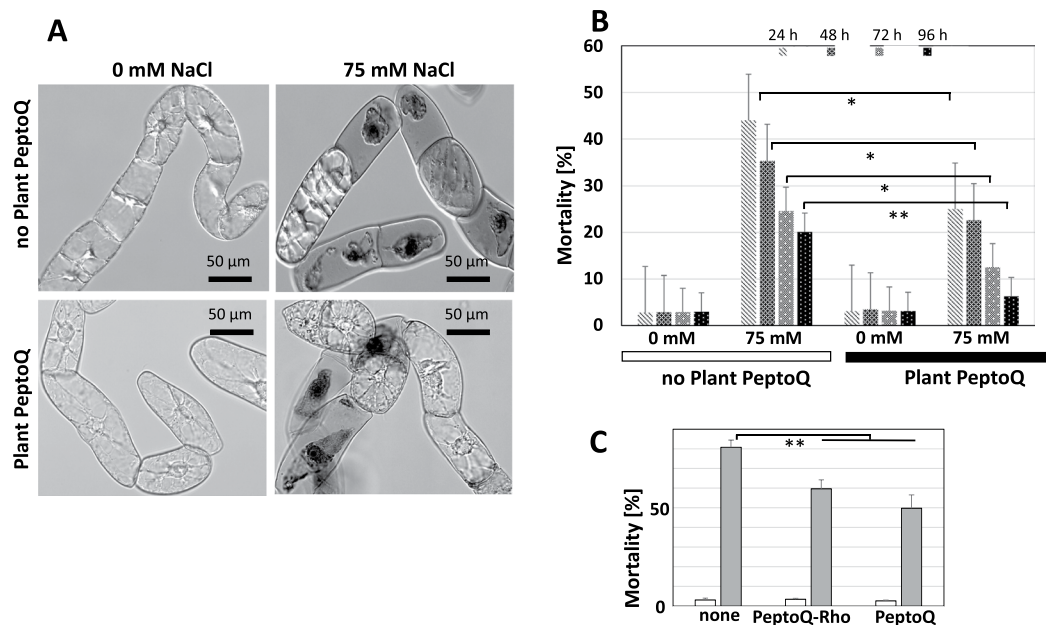 A
0 mM NaCl
75 mM NaCl
no Plant PeptoQ
50 µm
50 µm
Plant PeptoQ
50 µm
50 µm
B
24 h 48 h 72 h 96 h
Mortality [%]
60
50
40
30
20
10
0
*
*
*
**
0 mM 75 mM 0 mM 75 mM
no Plant PeptoQ Plant PeptoQ
C
Mortality [%]
50
0
**
none PeptoQ-Rho PeptoQ